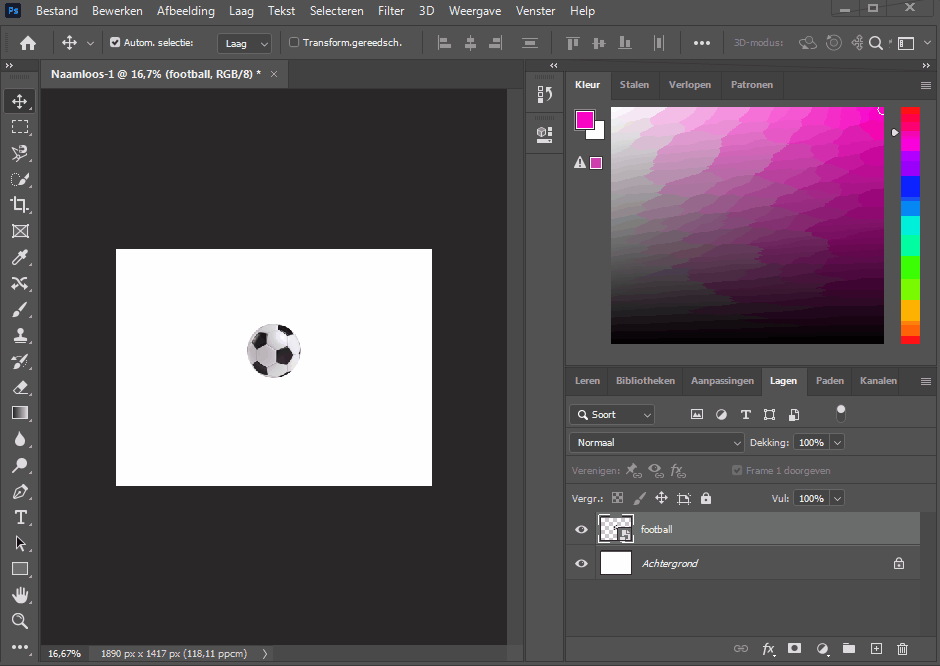 Ps Bestand Bewerken Afbeelding Laag Tekst Selecteren Filter 3D Weergave Venster Help
Autom. selectie: Laag Transform.gereedsch. 3D-modus:
Naamloos-1 @ 16,7% (football, RGB/8) * ×
Kleur Stalen Verlopen Patronen
Leren Bibliotheken Aanpassingen Lagen Paden Kanalen
Soort
Normaal Dekking: 100%
Verenigen: Frame 1 doorgeven
Vergr.: Vul: 100%
football
Achtergrond
16,67% 1890 px x 1417 px (118,11 ppcm)
fx